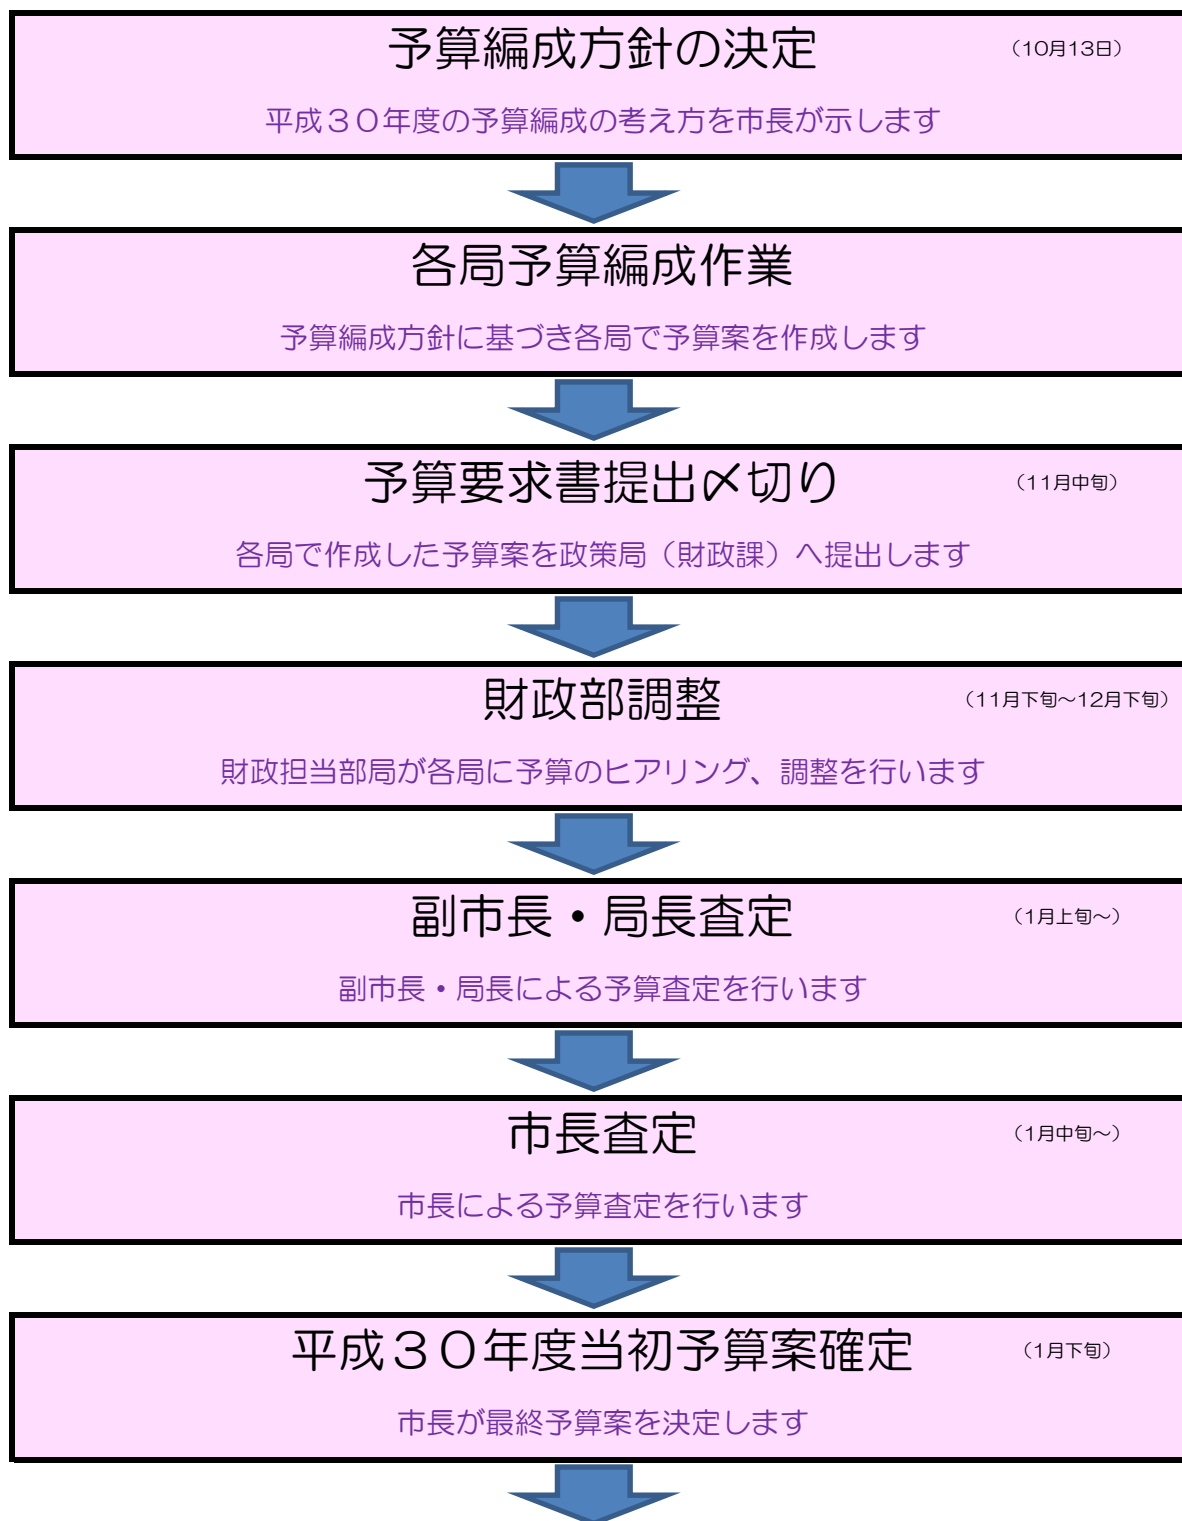 予算編成方針の決定 （10月13日）
平成３０年度の予算編成の考え方を市長が示します
各局予算編成作業
予算編成方針に基づき各局で予算案を作成します
予算要求書提出〆切り （11月中旬）
各局で作成した予算案を政策局（財政課）へ提出します
財政部調整 （11月下旬～12月下旬）
財政担当部局が各局に予算のヒアリング、調整を行います
副市長・局長査定 （1月上旬～）
副市長・局長による予算査定を行います
市長査定 （1月中旬～）
市長による予算査定を行います
平成３０年度当初予算案確定 （1月下旬）
市長が最終予算案を決定します